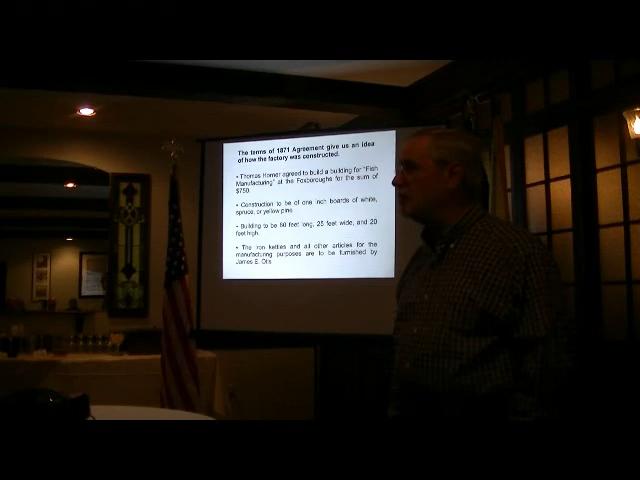 The terms of 1871 Agreement give us an idea
of how the factory was constructed.
• Thomas Homer agreed to build a building for "Fish
Manufacturing" at the Foxboroughs for the sum of
$750.
• Construction to be of one inch boards of white,
spruce, or yellow pine
• Building to be 60 feet long, 25 feet wide, and 20
feet high.
• The iron kettles and all other articles for the
manufacturing purposes are to be furnished by
James E. Otis